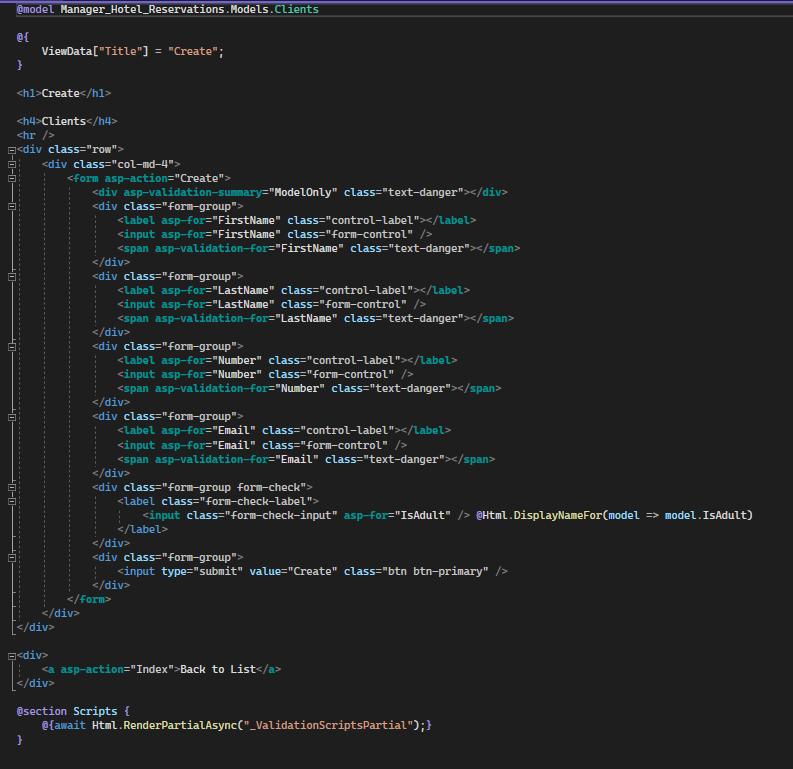 @model Manager_Hotel_Reservations.Models.Clients
@{
ViewData["Title"] = "Create";
}
<h1>Create</h1>
<h4>Clients</h4>
<hr />
<div class="row">
<div class="col-md-4">
<form asp-action="Create">
<div asp-validation-summary="ModelOnly" class="text-danger"></div>
<div class="form-group">
<label asp-for="FirstName" class="control-label"></label>
<input asp-for="FirstName" class="form-control" />
<span asp-validation-for="FirstName" class="text-danger"></span>
</div>
<div class="form-group">
<label asp-for="LastName" class="control-label"></label>
<input asp-for="LastName" class="form-control" />
<span asp-validation-for="LastName" class="text-danger"></span>
</div>
<div class="form-group">
<label asp-for="Number" class="control-label"></label>
<input asp-for="Number" class="form-control" />
<span asp-validation-for="Number" class="text-danger"></span>
</div>
<div class="form-group">
<label asp-for="Email" class="control-label"></label>
<input asp-for="Email" class="form-control" />
<span asp-validation-for="Email" class="text-danger"></span>
</div>
<div class="form-group form-check">
<label class="form-check-label">
<input class="form-check-input" asp-for="IsAdult" /> @Html.DisplayNameFor(model => model.IsAdult)
</label>
</div>
<div class="form-group">
<input type="submit" value="Create" class="btn btn-primary" />
</div>
</form>
</div>
</div>
<div>
<a asp-action="Index">Back to List</a>
</div>
@section Scripts {
@{await Html.RenderPartialAsync("_ValidationScriptsPartial");}
}